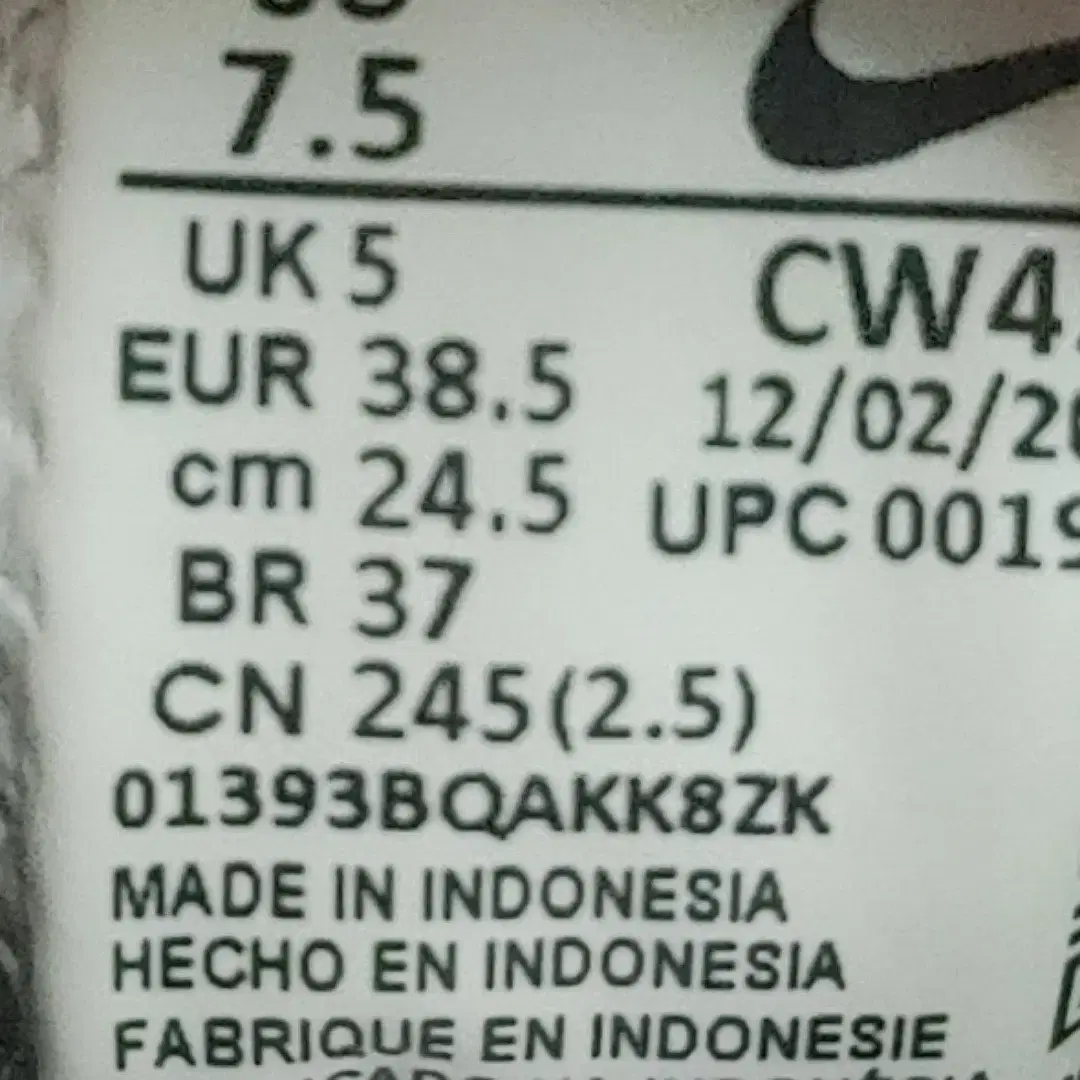 7.5
UK 5
EUR 38.5
cm 24.5
BR 37
CN 245(2.5)
CW4
12/02/20
UPC 0019
01393BQAKK8ZK
MADE IN INDONESIA
HECHO EN INDONESIA
FABRIQUE EN INDONESIE